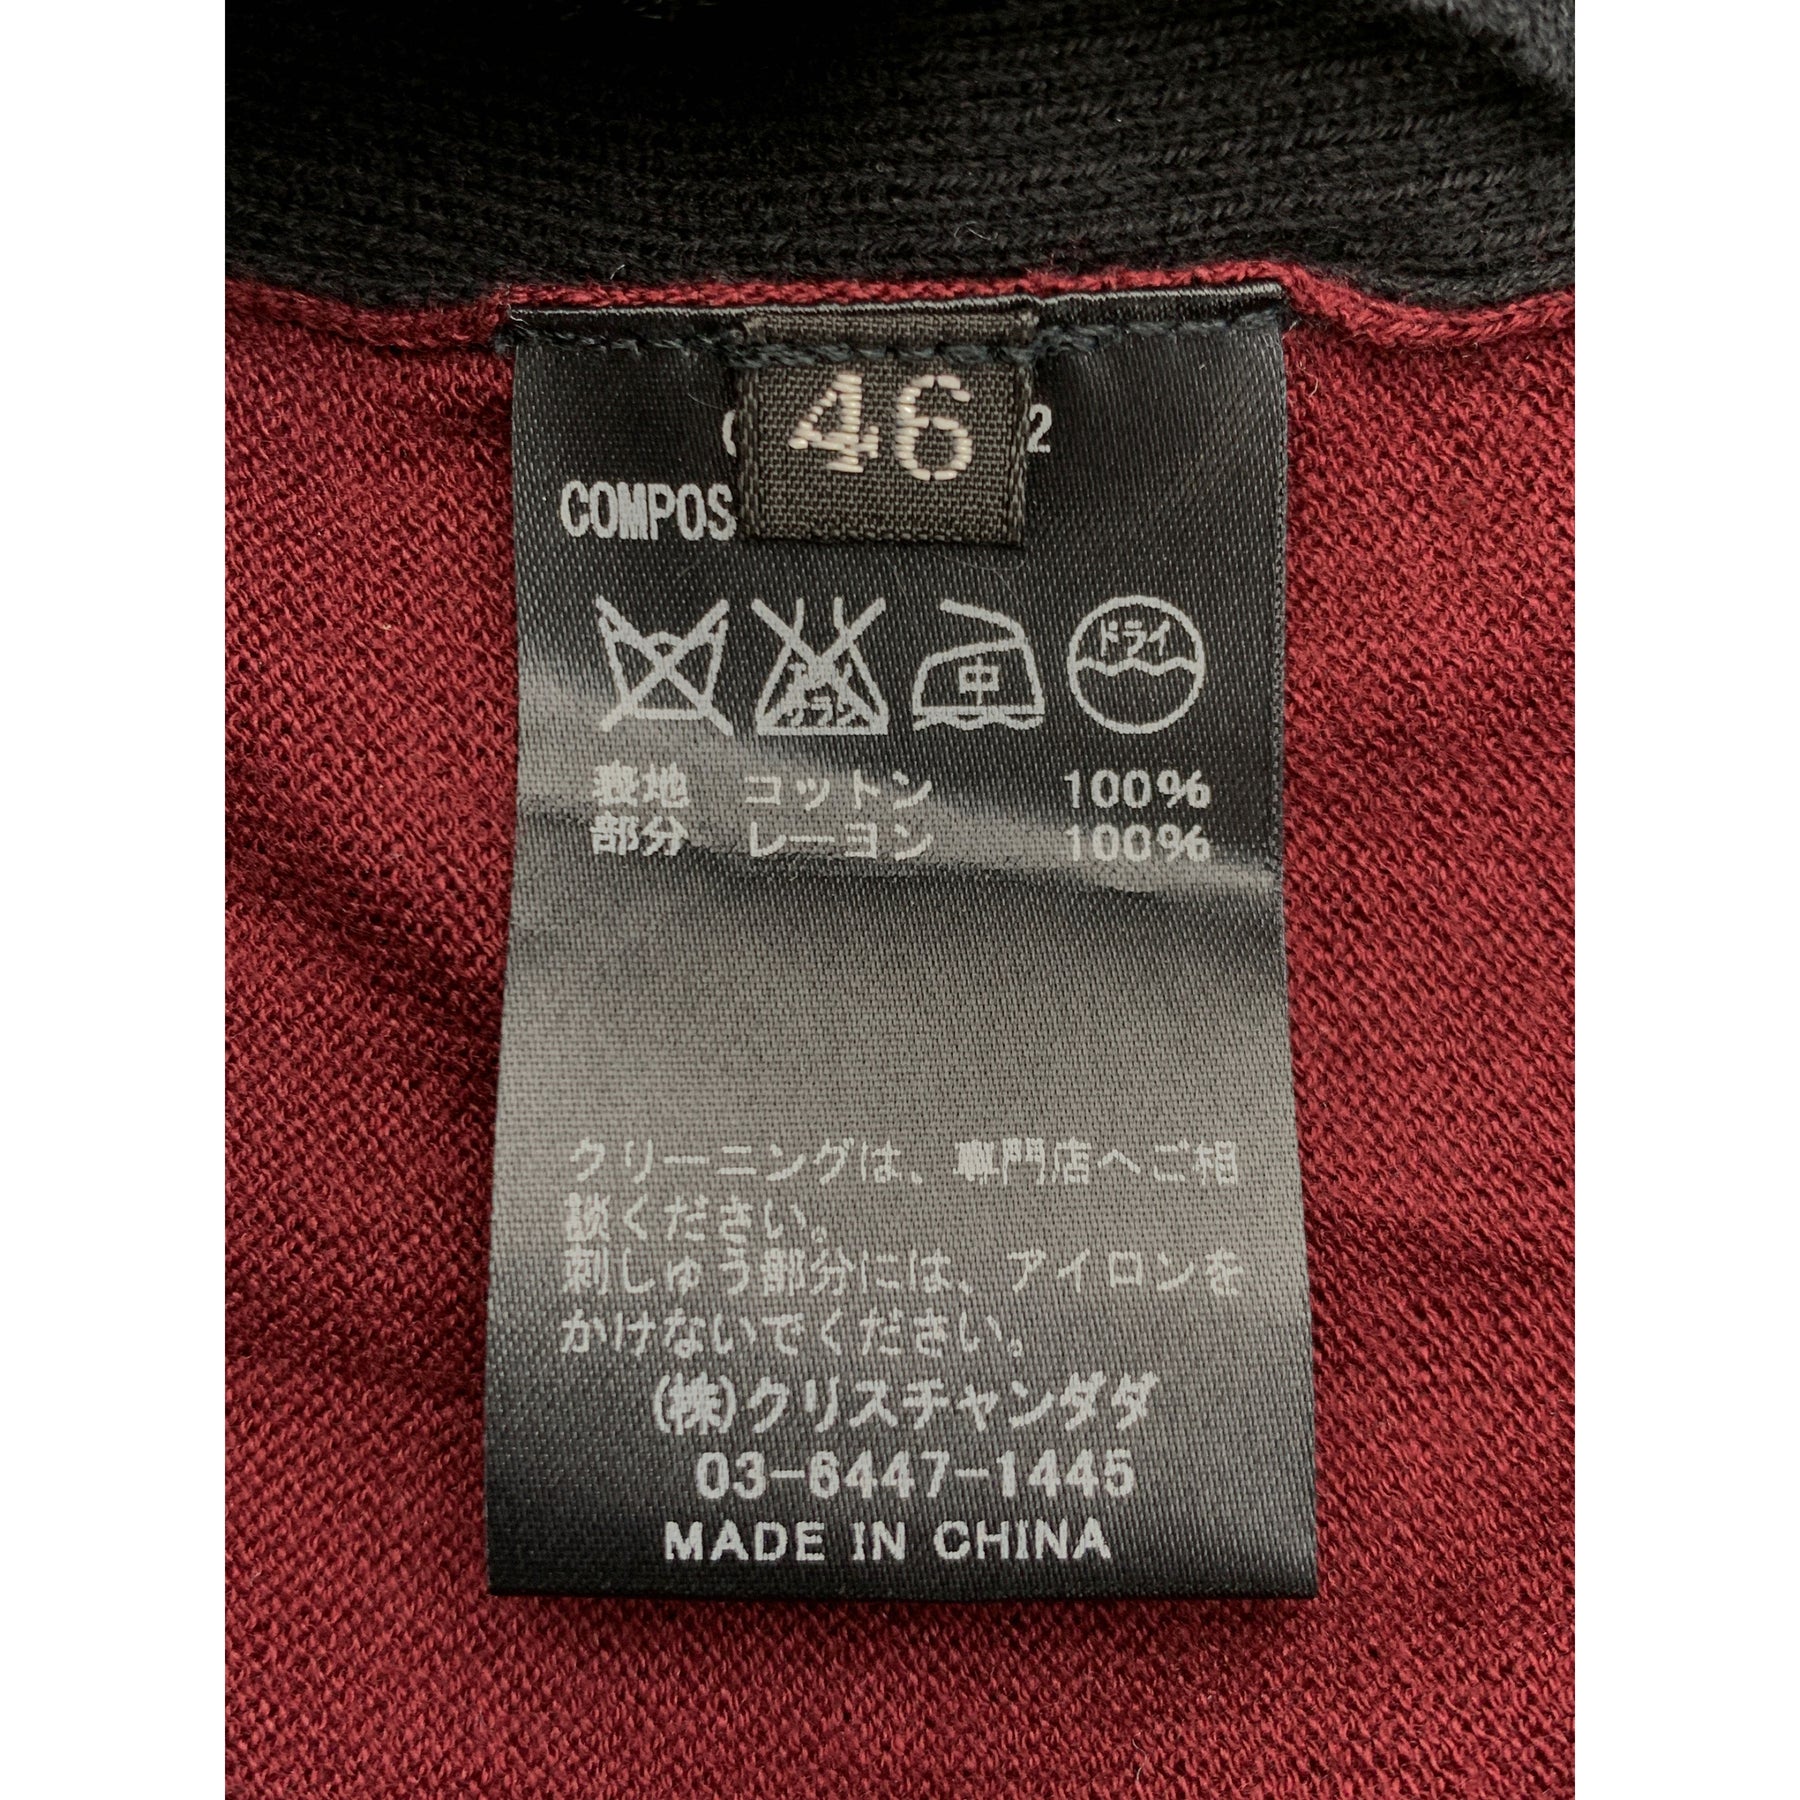 46
2
COMPOS
中
ドライ
表地 コットン 100%
部分 レーヨン 100%
クリーニングは、専門店へご相
談ください。
刺しゅう部分には、アイロンを
かけないでください。
(株)クリスチャンダダ
03-6447-1445
MADE IN CHINA